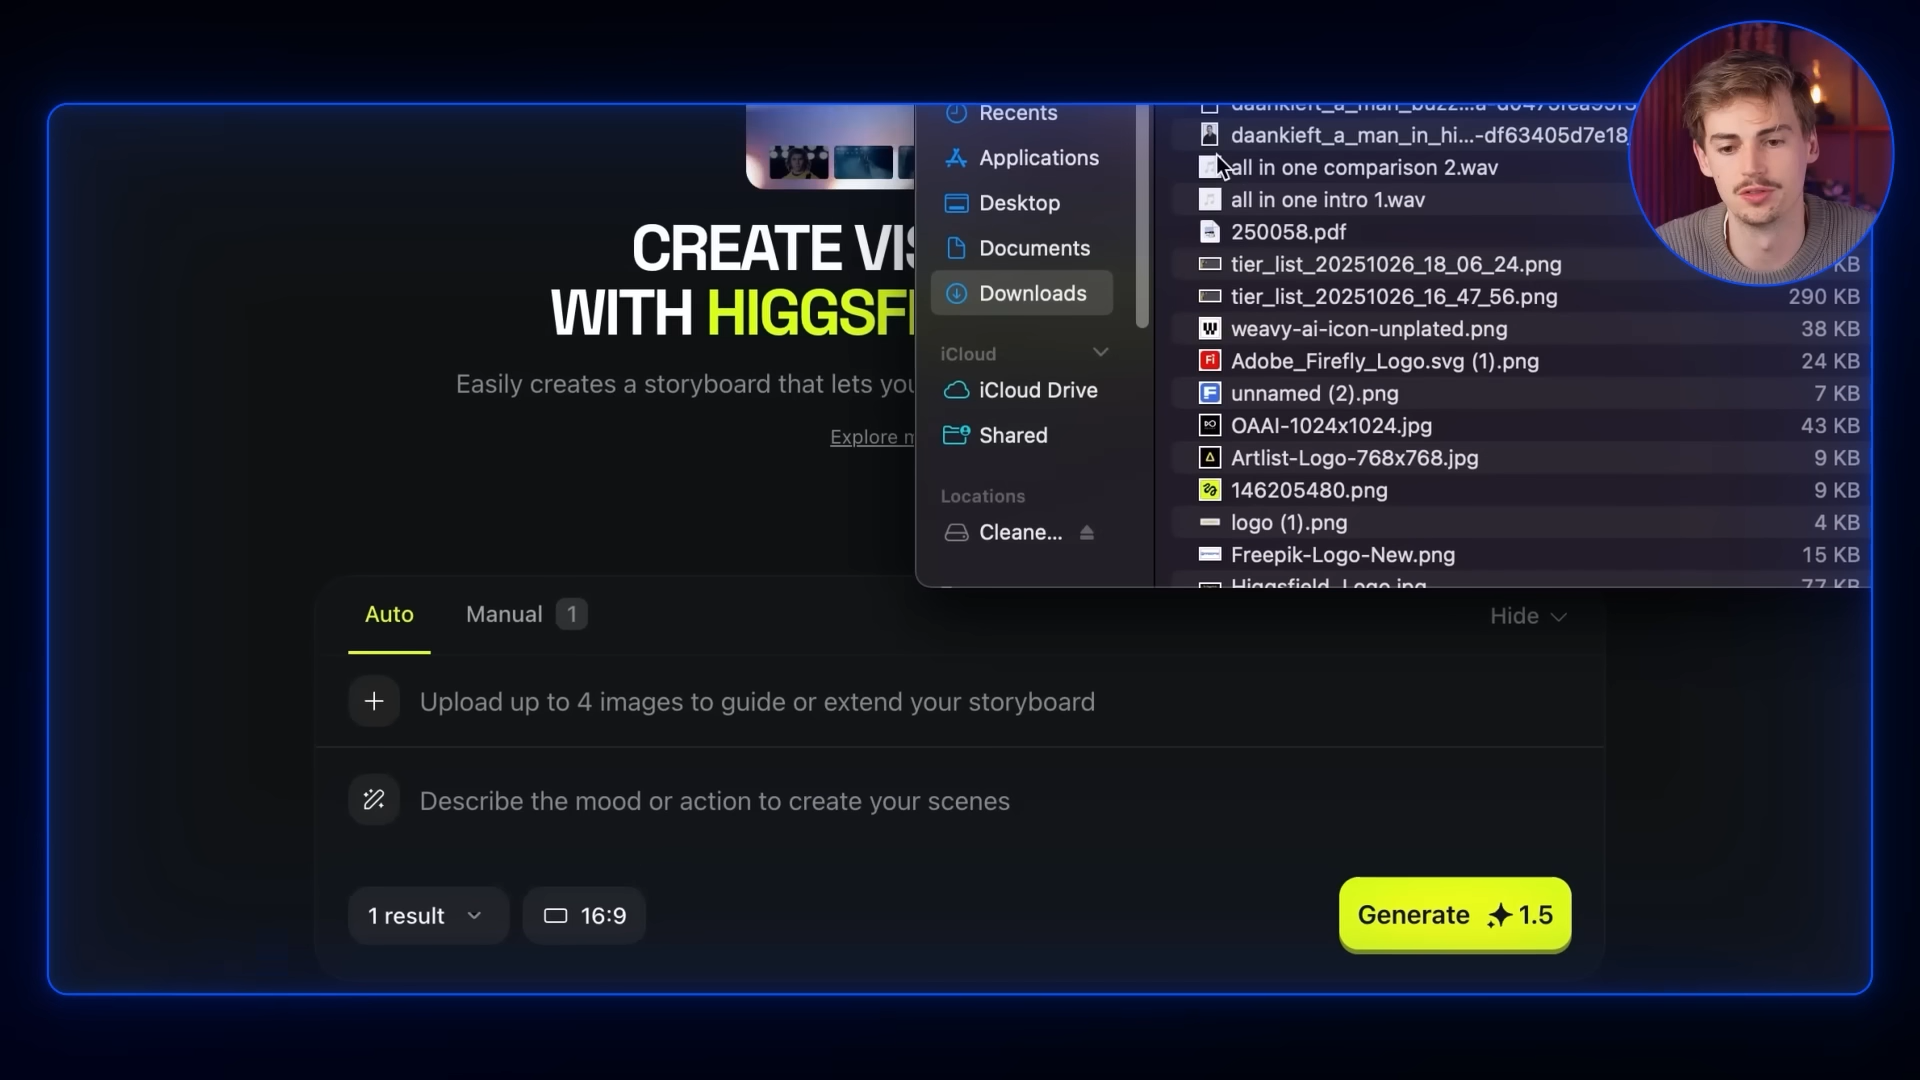 CREATE VIS
WITH HIGGSFI
Easily creates a storyboard that lets you
Explore
Recents
Applications
Desktop
Documents
Downloads
iCloud
iCloud Drive
Shared
Locations
Cleane...
daankieft_a_man_in_hi...-df63405d7e18
all in one comparison 2.wav
all in one intro 1.wav
250058.pdf
tier_list_20251026_18_06_24.png KB
tier_list_20251026_16_47_56.png 290 KB
weavy-ai-icon-unplated.png 38 KB
Adobe_Firefly_Logo.svg (1).png 24 KB
unnamed (2).png 7 KB
OAAI-1024x1024.jpg 43 KB
Artlist-Logo-768x768.jpg 9 KB
146205480.png 9 KB
logo (1).png 4 KB
Freepik-Logo-New.png 15 KB
Higgsfield_Logo.jpg 77 KB
Auto Manual 1 Hide
Upload up to 4 images to guide or extend your storyboard
Describe the mood or action to create your scenes
1 result 16:9 Generate 1.5